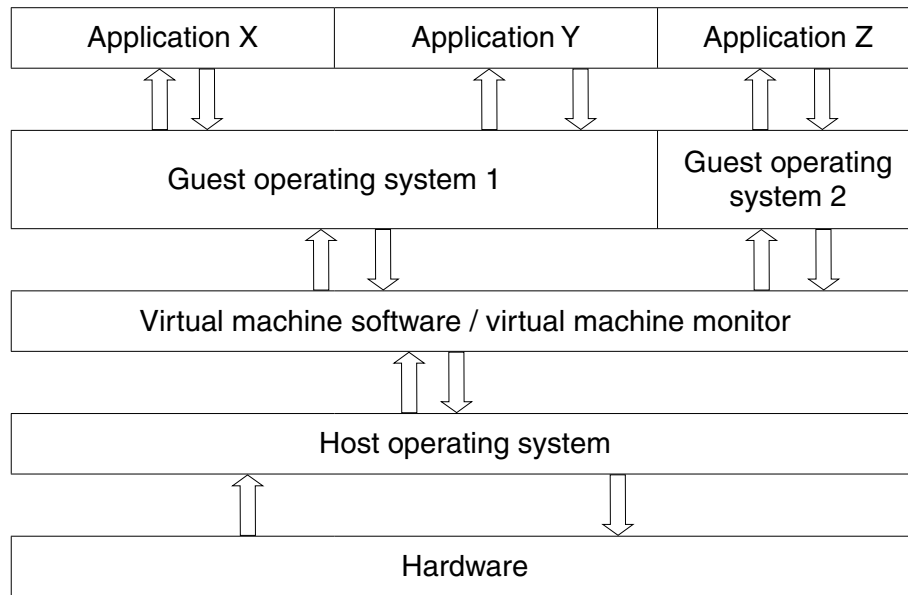 Application X
Application Y
Application Z
Guest operating system 1
Guest operating
system 2
Virtual machine software / virtual machine monitor
Host operating system
Hardware